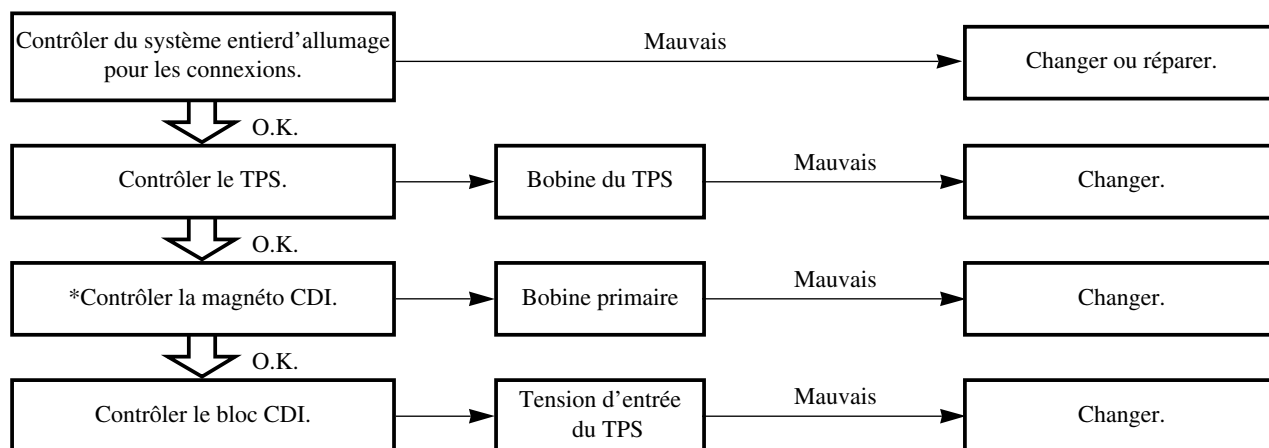 Contrôler du système entierd'allumage
pour les connexions.
Mauvais
Changer ou réparer.
O.K.
Contrôler le TPS.
Bobine du TPS
Mauvais
Changer.
O.K.
*Contrôler la magnéto CDI.
Bobine primaire
Mauvais
Changer.
O.K.
Contrôler le bloc CDI.
Tension d’entrée
du TPS
Mauvais
Changer.